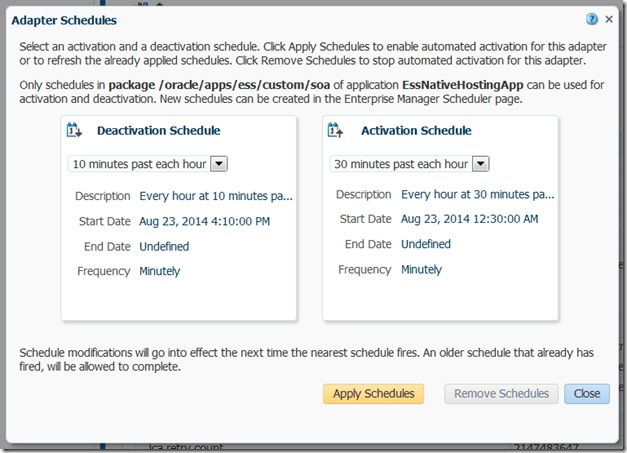 Adapter Schedules
Select an activation and a deactivation schedule. Click Apply Schedules to enable automated activation for this adapter
or to refresh the already applied schedules. Click Remove Schedules to stop automated activation for this adapter.
Only schedules in package /oracle/apps/ess/custom/soa of application EssNativeHostingApp can be used for
activation and deactivation. New schedules can be created in the Enterprise Manager Scheduler page.
Deactivation Schedule
10 minutes past each hour
Description Every hour at 10 minutes pa...
Start Date Aug 23, 2014 4:10:00 PM
End Date Undefined
Frequency Minutely
Activation Schedule
30 minutes past each hour
Description Every hour at 30 minutes pa...
Start Date Aug 23, 2014 12:30:00 AM
End Date Undefined
Frequency Minutely
Schedule modifications will go into effect the next time the nearest schedule fires. An older schedule that already has
fired, will be allowed to complete.
Apply Schedules Remove Schedules Close
jca.retry.count 2147483647